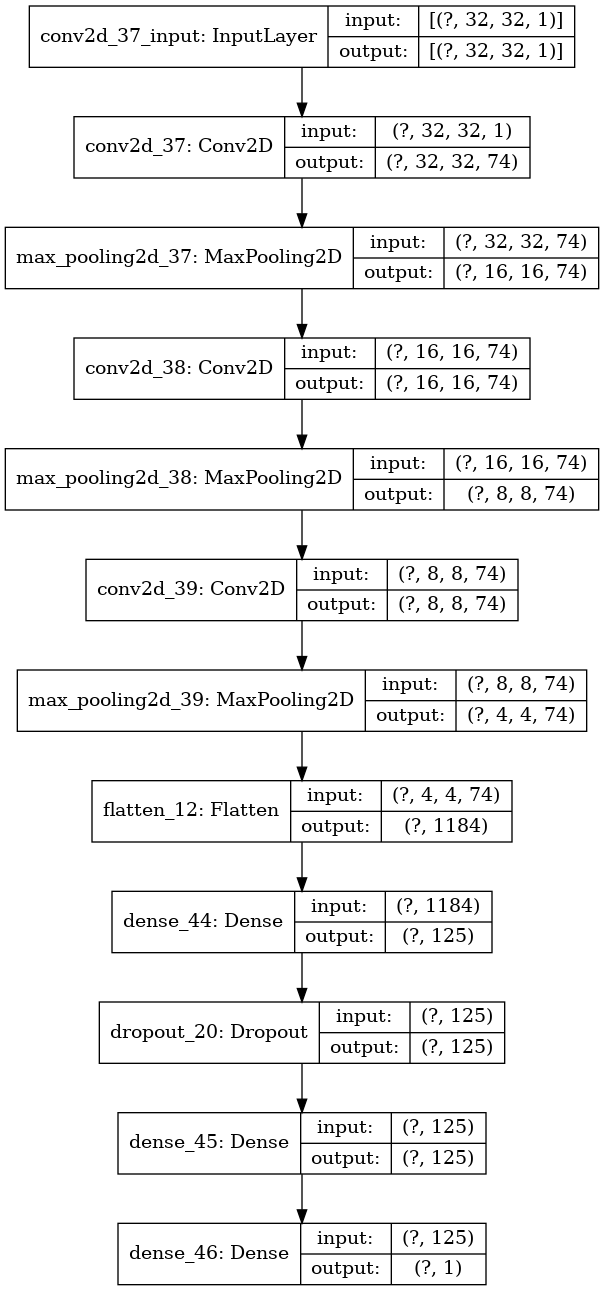 conv2d_37_input: InputLayer
input: [(?, 32, 32, 1)]
output: [(?, 32, 32, 1)]
conv2d_37: Conv2D
input: (?, 32, 32, 1)
output: (?, 32, 32, 74)
max_pooling2d_37: MaxPooling2D
input: (?, 32, 32, 74)
output: (?, 16, 16, 74)
conv2d_38: Conv2D
input: (?, 16, 16, 74)
output: (?, 16, 16, 74)
max_pooling2d_38: MaxPooling2D
input: (?, 16, 16, 74)
output: (?, 8, 8, 74)
conv2d_39: Conv2D
input: (?, 8, 8, 74)
output: (?, 8, 8, 74)
max_pooling2d_39: MaxPooling2D
input: (?, 8, 8, 74)
output: (?, 4, 4, 74)
flatten_12: Flatten
input: (?, 4, 4, 74)
output: (?, 1184)
dense_44: Dense
input: (?, 1184)
output: (?, 125)
dropout_20: Dropout
input: (?, 125)
output: (?, 125)
dense_45: Dense
input: (?, 125)
output: (?, 125)
dense_46: Dense
input: (?, 125)
output: (?, 1)